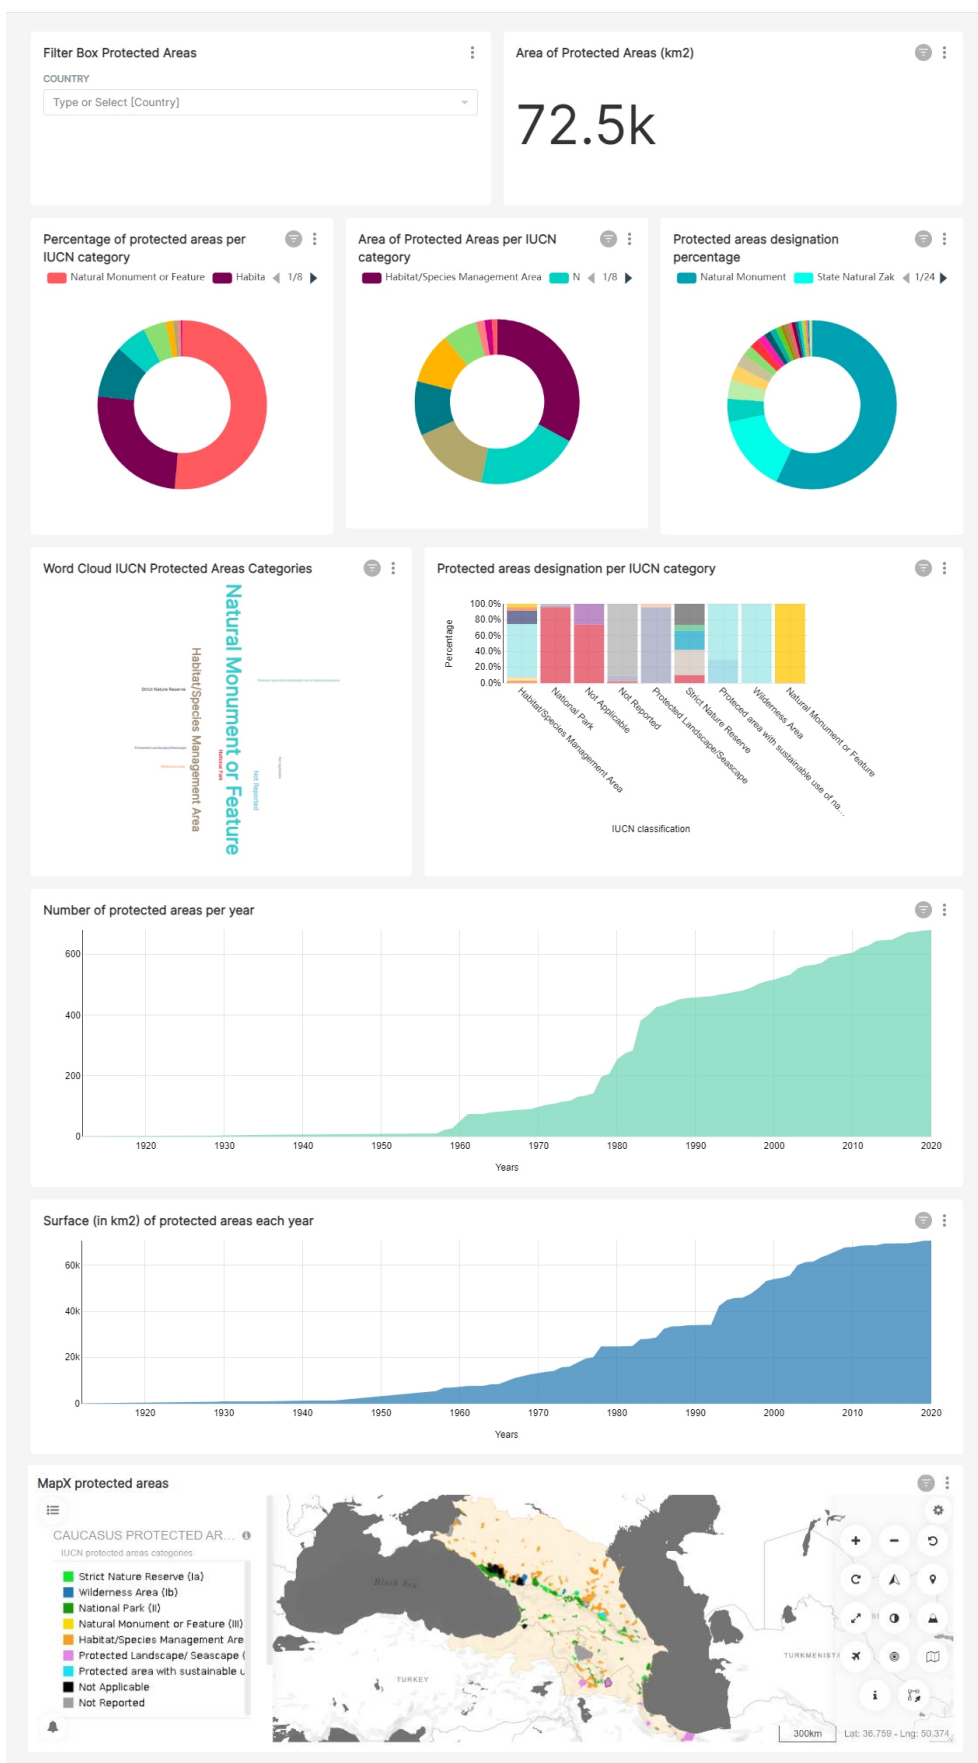 Filter Box Protected Areas
COUNTRY
Type or Select [Country]
Area of Protected Areas (km2)
72.5k
Percentage of protected areas per
IUCN category
Natural Monument or Feature
Habita
1/8
Area of Protected Areas per IUCN
category
Habitat/Species Management Area
N
1/8
Protected areas designation
percentage
Natural Monument
State Natural Zak
1/24
Word Cloud IUCN Protected Areas Categories
Natural Monument or Feature
Habitat/Species Management Area
Strict Nature Reserve
National Park
Not Reported
Protected areas designation per IUCN category
Percentage
100.0%
80.0%
60.0%
40.0%
20.0%
0.0%
Habitat/Species Management Area
National Park
Not Applicable
Not Reported
Protected Landscape/Seascape
Strict Nature Reserve
Proteced area with sustainable use of na...
Wilderness Area
Natural Monument or Feature
IUCN classification
Number of protected areas per year
600
400
200
0
1920 1930 1940 1950 1960 1970 1980 1990 2000 2010 2020
Years
Surface (in km2) of protected areas each year
60k
40k
20k
0
1920 1930 1940 1950 1960 1970 1980 1990 2000 2010 2020
Years
MapX protected areas
CAUCASUS PROTECTED AR...
IUCN protected areas categories
Strict Nature Reserve (Ia)
Wilderness Area (Ib)
National Park (II)
Natural Monument or Feature (III)
Habitat/Species Management Are
Protected Landscape/ Seascape (
Protected area with sustainable u
Not Applicable
Not Reported
Black Sea
TURKEY
TURKMENIST
300km
Lat: 36.759 - Lng: 50.374